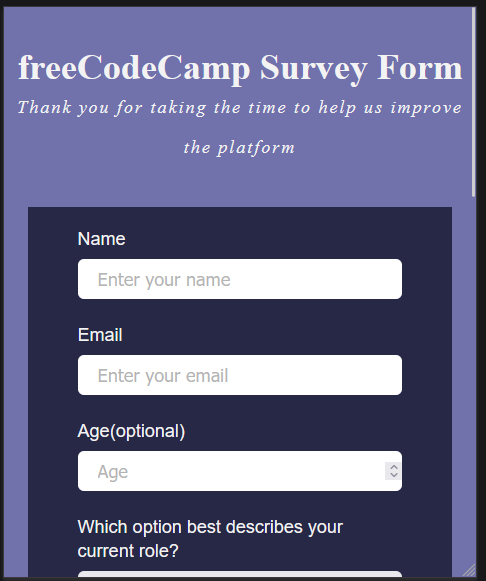 freeCodeCamp Survey Form
Thank you for taking the time to help us improve
the platform
Name
Enter your name
Email
Enter your email
Age(optional)
Age
Which option best describes your
current role?